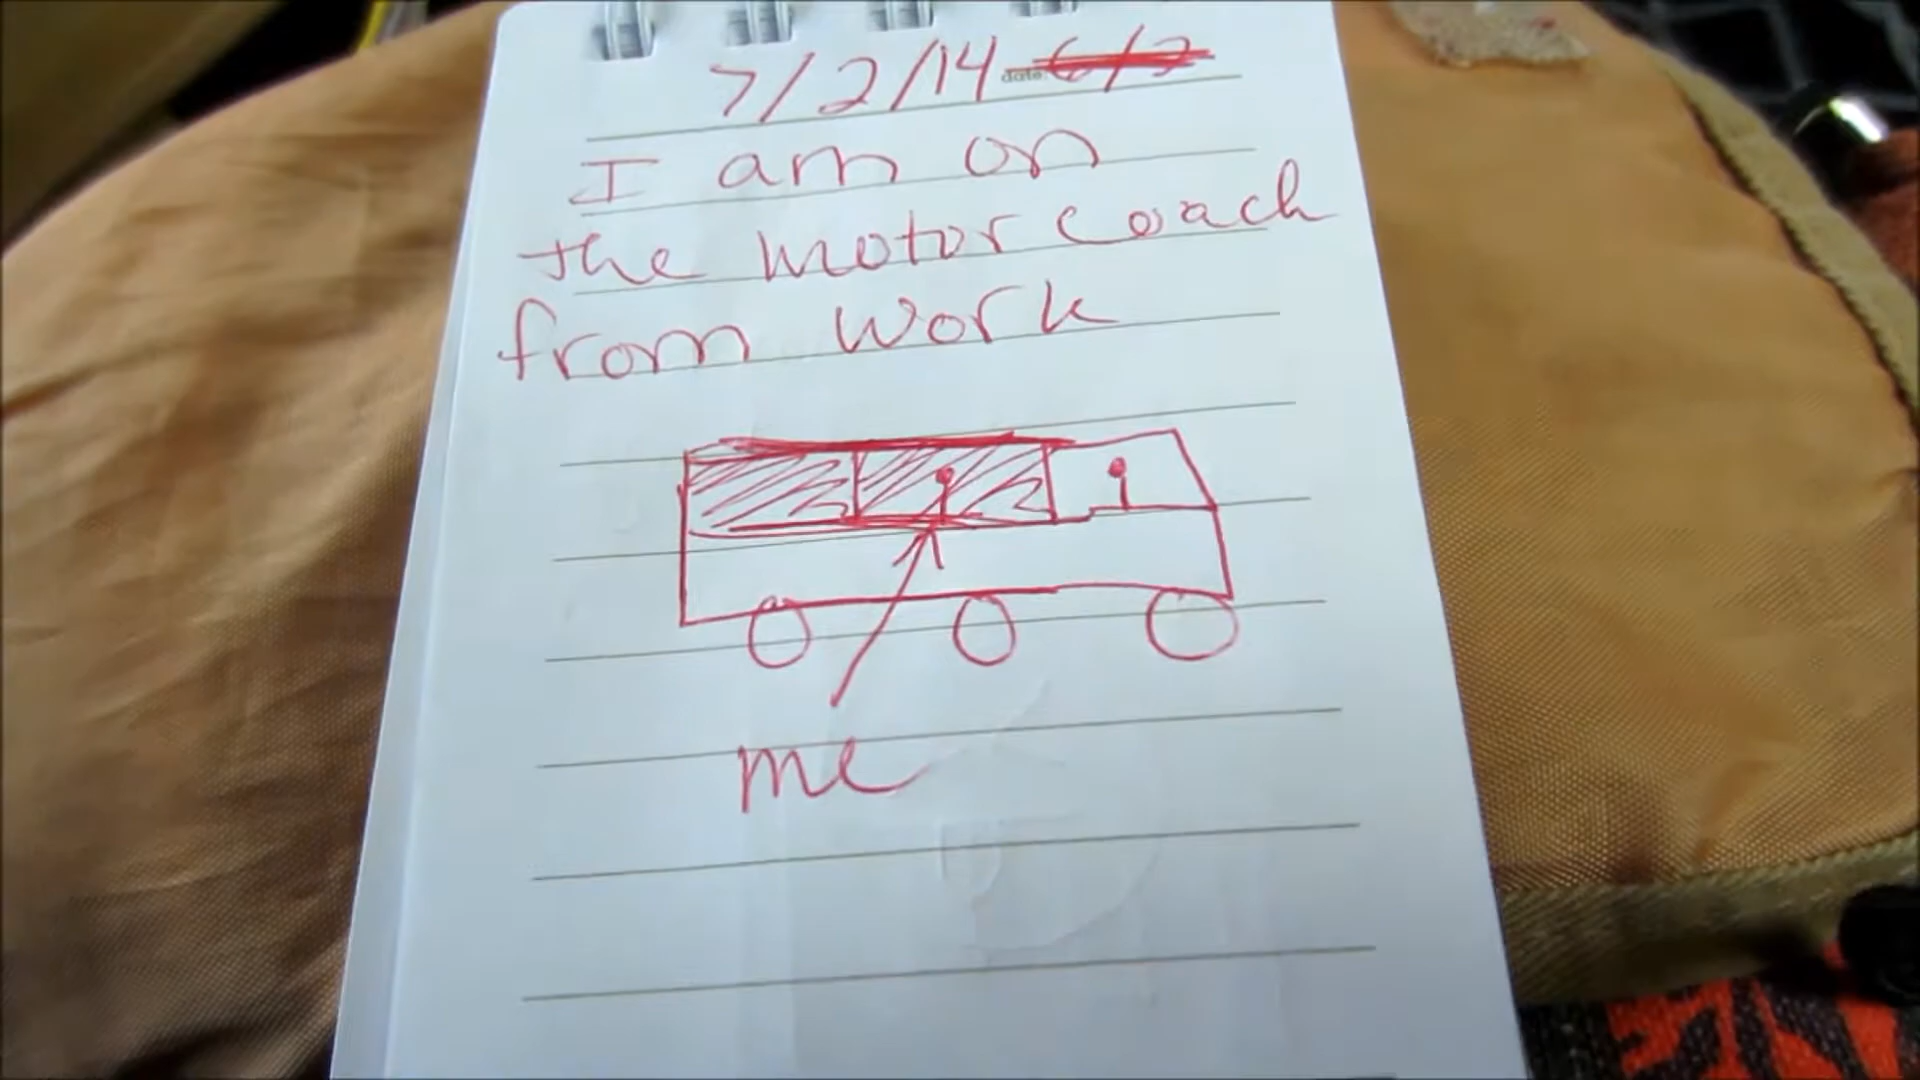 7/2/14 date: 6/2
I am on
the motor coach
from work
me